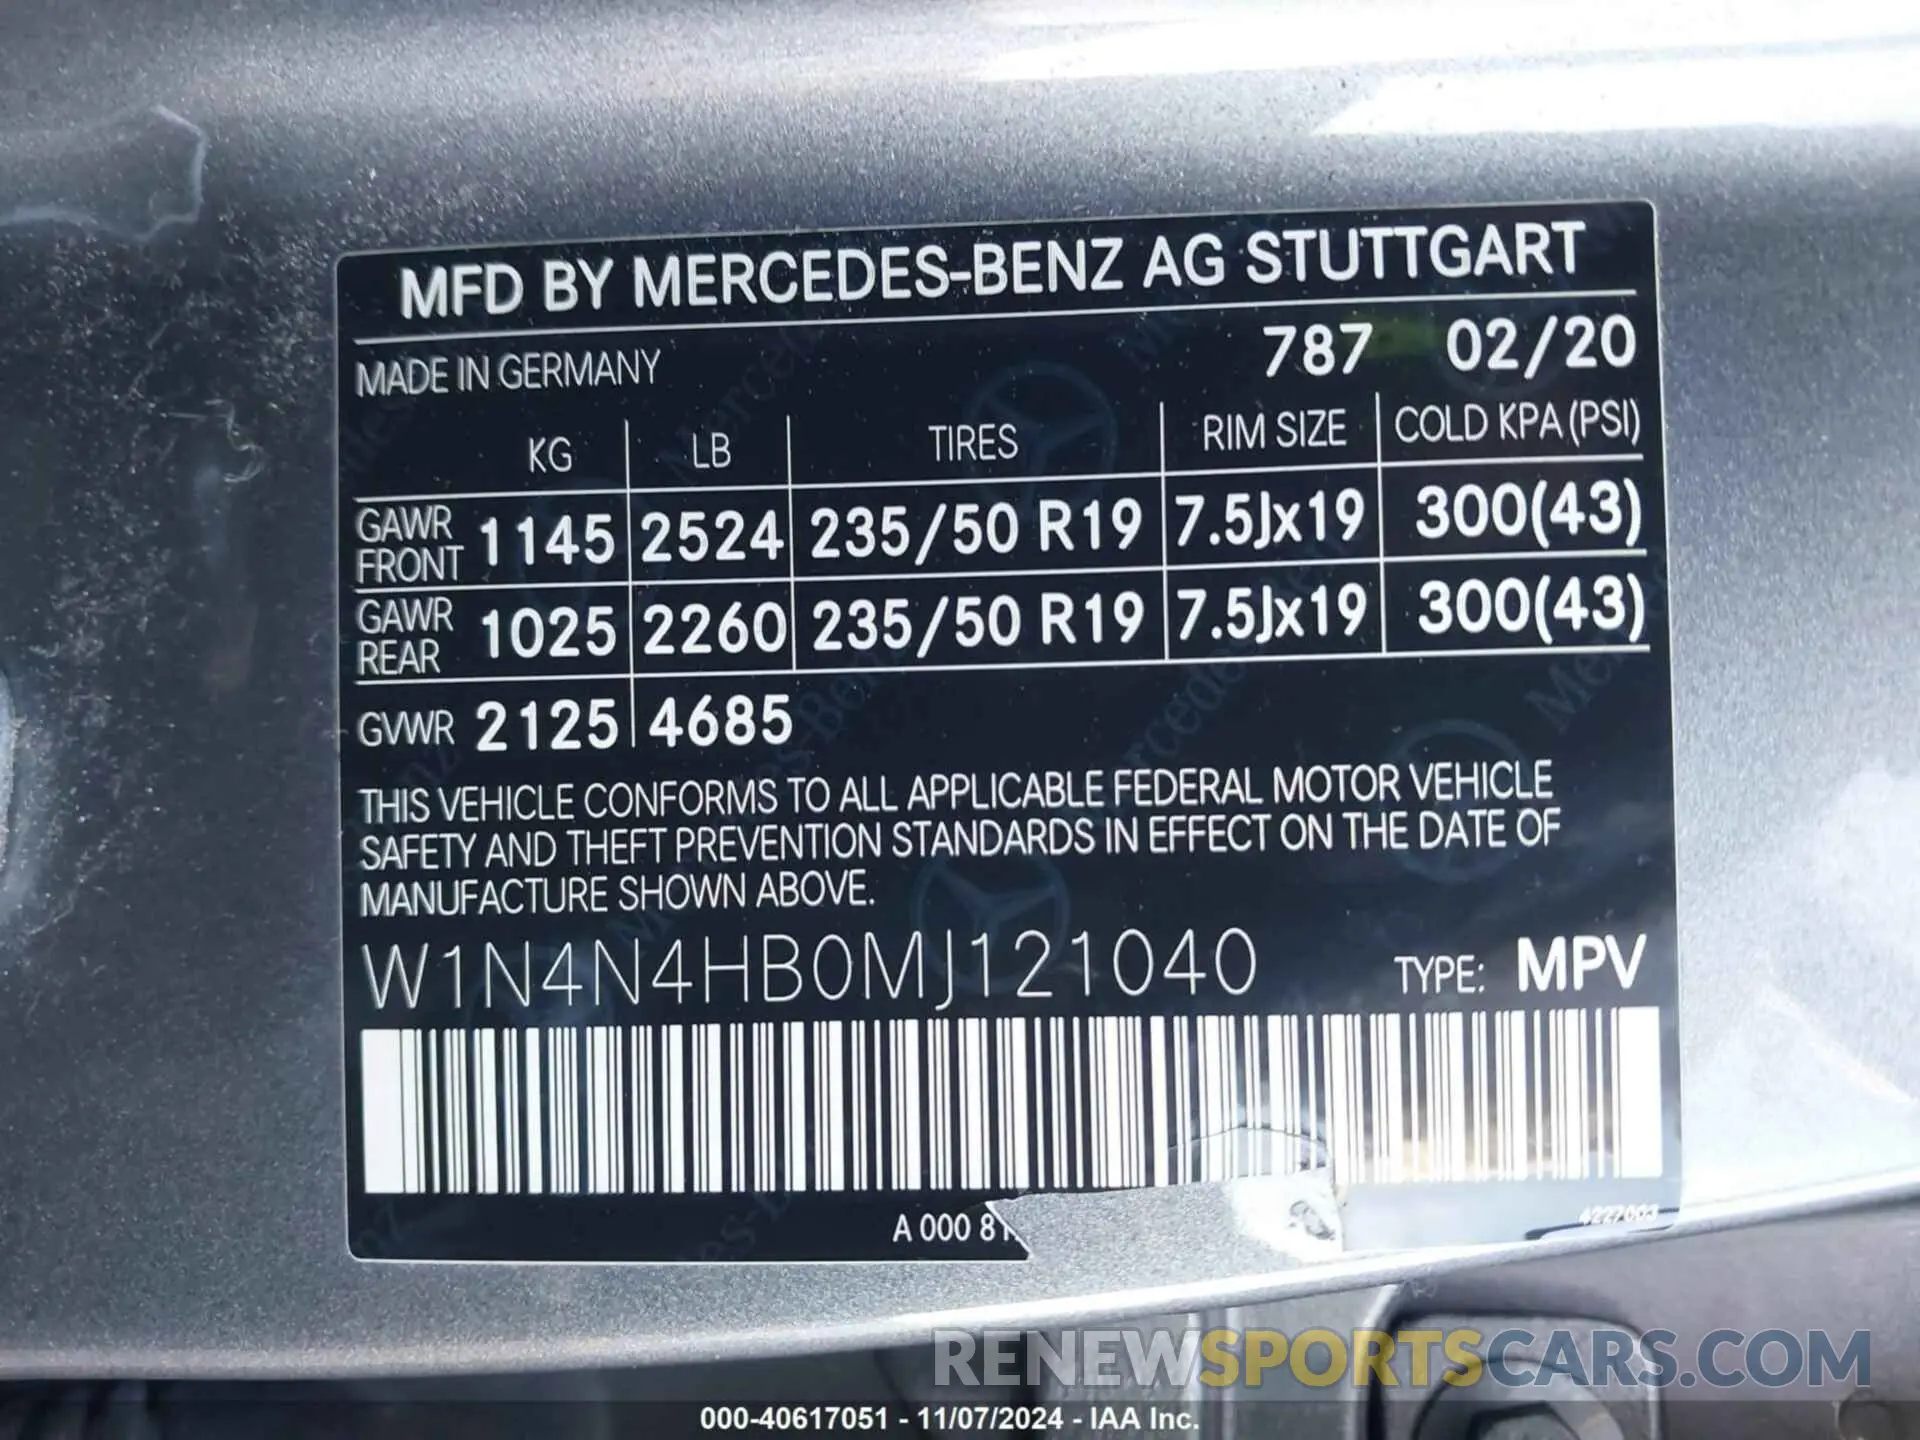 MFD BY MERCEDES-BENZ AG STUTTGART
MADE IN GERMANY 787 02/20
KG LB TIRES RIM SIZE COLD KPA (PSI)
GAWR FRONT 1145 2524 235/50 R19 7.5Jx19 300(43)
GAWR REAR 1025 2260 235/50 R19 7.5Jx19 300(43)
GVWR 2125 4685
THIS VEHICLE CONFORMS TO ALL APPLICABLE FEDERAL MOTOR VEHICLE
SAFETY AND THEFT PREVENTION STANDARDS IN EFFECT ON THE DATE OF
MANUFACTURE SHOWN ABOVE.
W1N4N4HB0MJ121040 TYPE: MPV
A 000 81
4227003
RENEWSPORTSCARS.COM
000-40617051 - 11/07/2024 - IAA Inc.